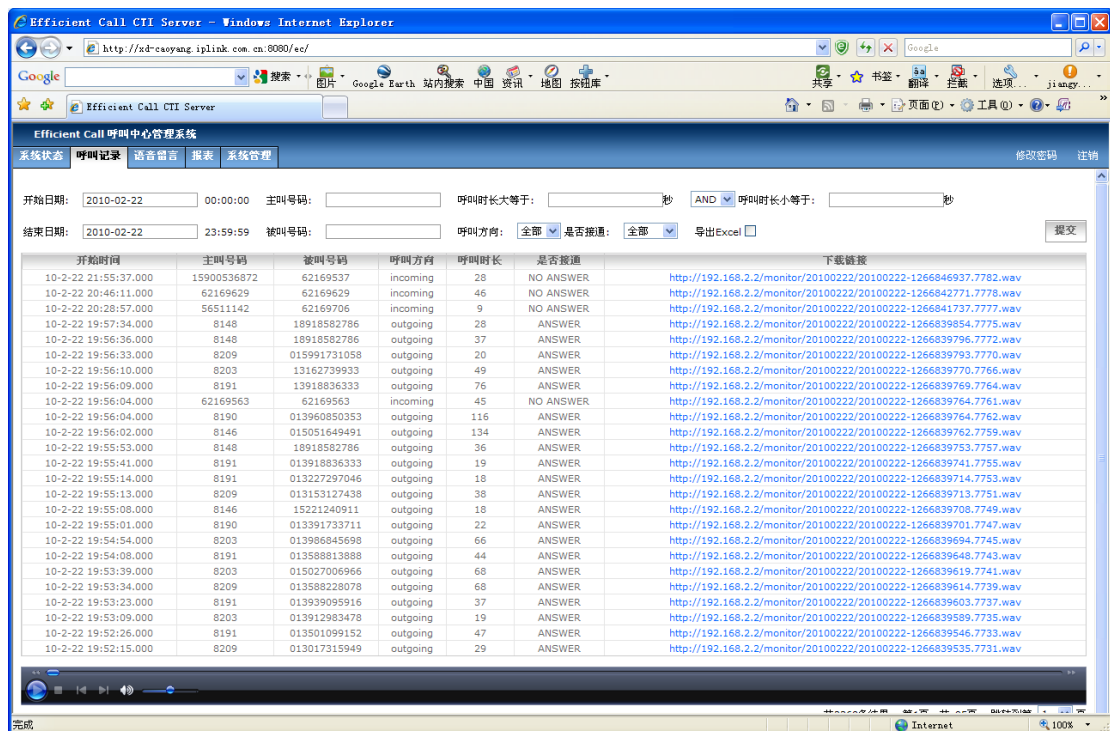 Efficient Call CTI Server - Windows Internet Explorer
http://xd-caoyang.iplink.com.cn:8080/ec/ Google
Google 搜索 图片 Google Earth 站内搜索 中国 资讯 地图 按钮库 共享 书签 翻译 拦截 选项... jiangy...
Efficient Call CTI Server 页面(P) 工具(O) »
Efficient Call 呼叫中心管理系统
系统状态 呼叫记录 语音留言 报表 系统管理 修改密码 注销
开始日期: 2010-02-22 00:00:00 主叫号码: 呼叫时长大等于: 秒 AND 呼叫时长小等于: 秒
结束日期: 2010-02-22 23:59:59 被叫号码: 呼叫方向: 全部 是否接通: 全部 导出Excel 提交
开始时间 主叫号码 被叫号码 呼叫方向 呼叫时长 是否接通 下载链接
10-2-22 21:55:37.000 15900536872 62169537 incoming 28 NO ANSWER http://192.168.2.2/monitor/20100222/20100222-1266846937.7782.wav
10-2-22 20:46:11.000 62169629 62169629 incoming 46 NO ANSWER http://192.168.2.2/monitor/20100222/20100222-1266842771.7778.wav
10-2-22 20:28:57.000 56511142 62169706 incoming 9 NO ANSWER http://192.168.2.2/monitor/20100222/20100222-1266841737.7777.wav
10-2-22 19:57:34.000 8148 18918582786 outgoing 28 ANSWER http://192.168.2.2/monitor/20100222/20100222-1266839854.7775.wav
10-2-22 19:56:36.000 8148 18918582786 outgoing 37 ANSWER http://192.168.2.2/monitor/20100222/20100222-1266839796.7772.wav
10-2-22 19:56:33.000 8209 015991731058 outgoing 20 ANSWER http://192.168.2.2/monitor/20100222/20100222-1266839793.7770.wav
10-2-22 19:56:10.000 8203 13162739933 outgoing 49 ANSWER http://192.168.2.2/monitor/20100222/20100222-1266839770.7766.wav
10-2-22 19:56:09.000 8191 13918836333 outgoing 76 ANSWER http://192.168.2.2/monitor/20100222/20100222-1266839769.7764.wav
10-2-22 19:56:04.000 62169563 62169563 incoming 45 NO ANSWER http://192.168.2.2/monitor/20100222/20100222-1266839764.7761.wav
10-2-22 19:56:04.000 8190 013960850353 outgoing 116 ANSWER http://192.168.2.2/monitor/20100222/20100222-1266839764.7762.wav
10-2-22 19:56:02.000 8146 015051649491 outgoing 134 ANSWER http://192.168.2.2/monitor/20100222/20100222-1266839762.7759.wav
10-2-22 19:55:53.000 8148 18918582786 outgoing 36 ANSWER http://192.168.2.2/monitor/20100222/20100222-1266839753.7757.wav
10-2-22 19:55:41.000 8191 013918836333 outgoing 19 ANSWER http://192.168.2.2/monitor/20100222/20100222-1266839741.7755.wav
10-2-22 19:55:14.000 8191 013227297046 outgoing 18 ANSWER http://192.168.2.2/monitor/20100222/20100222-1266839714.7753.wav
10-2-22 19:55:13.000 8209 013153127438 outgoing 38 ANSWER http://192.168.2.2/monitor/20100222/20100222-1266839713.7751.wav
10-2-22 19:55:08.000 8146 15221240911 outgoing 18 ANSWER http://192.168.2.2/monitor/20100222/20100222-1266839708.7749.wav
10-2-22 19:55:01.000 8190 013391733711 outgoing 22 ANSWER http://192.168.2.2/monitor/20100222/20100222-1266839701.7747.wav
10-2-22 19:54:54.000 8203 013986845698 outgoing 66 ANSWER http://192.168.2.2/monitor/20100222/20100222-1266839694.7745.wav
10-2-22 19:54:08.000 8191 013588813888 outgoing 44 ANSWER http://192.168.2.2/monitor/20100222/20100222-1266839648.7743.wav
10-2-22 19:53:39.000 8203 015027006966 outgoing 68 ANSWER http://192.168.2.2/monitor/20100222/20100222-1266839619.7741.wav
10-2-22 19:53:34.000 8209 013588228078 outgoing 68 ANSWER http://192.168.2.2/monitor/20100222/20100222-1266839614.7739.wav
10-2-22 19:53:23.000 8191 013939095916 outgoing 37 ANSWER http://192.168.2.2/monitor/20100222/20100222-1266839603.7737.wav
10-2-22 19:53:09.000 8203 013912983478 outgoing 19 ANSWER http://192.168.2.2/monitor/20100222/20100222-1266839589.7735.wav
10-2-22 19:52:26.000 8191 013501099152 outgoing 47 ANSWER http://192.168.2.2/monitor/20100222/20100222-1266839546.7733.wav
10-2-22 19:52:15.000 8209 013017315949 outgoing 29 ANSWER http://192.168.2.2/monitor/20100222/20100222-1266839535.7731.wav
完成 Internet 100%